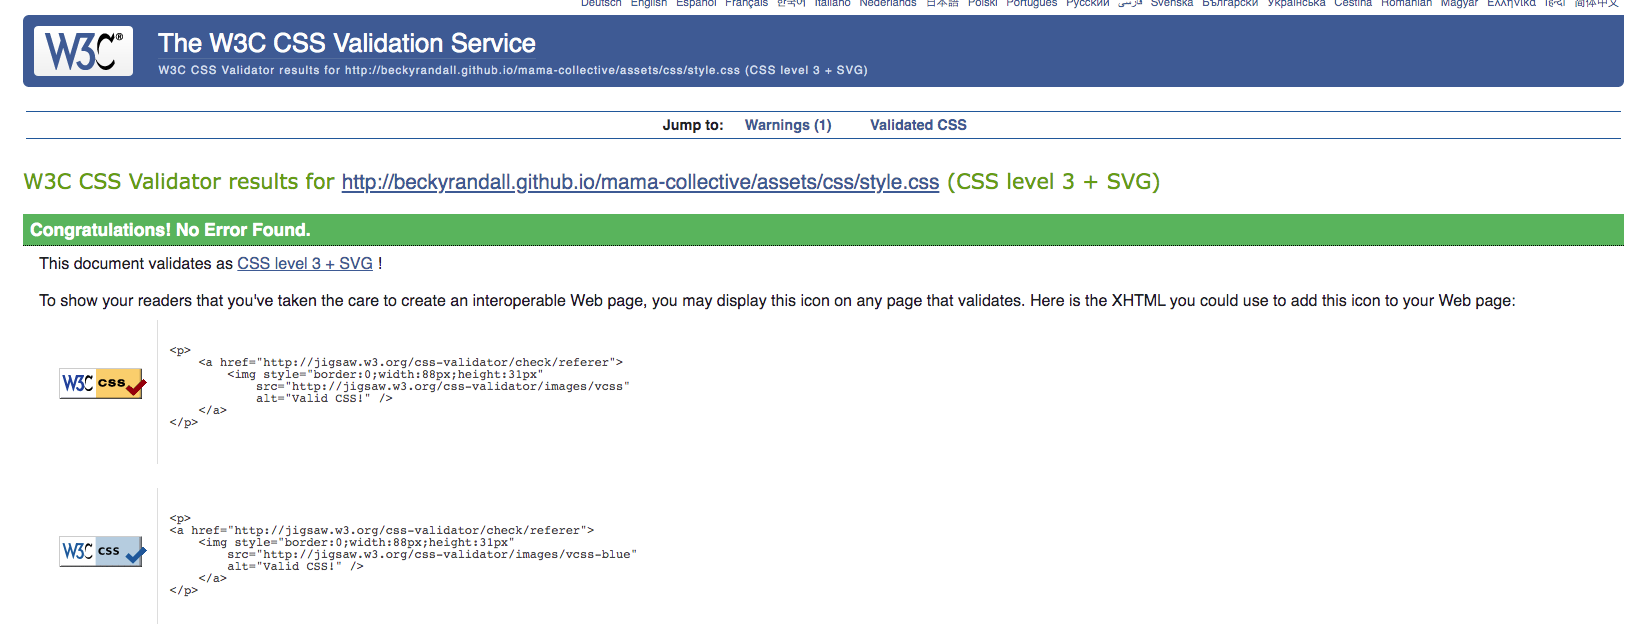 Deutsch English Español Français 한국어 Italiano Nederlands 日本語 Polski Português Русский فارسی Svenska Български Українська Čeština Romanian Magyar Ελληνικά हिन्दी 简体中文
W3C®
The W3C CSS Validation Service
W3C CSS Validator results for http://beckyrandall.github.io/mama-collective/assets/css/style.css (CSS level 3 + SVG)
Jump to: Warnings (1) Validated CSS
W3C CSS Validator results for http://beckyrandall.github.io/mama-collective/assets/css/style.css (CSS level 3 + SVG)
Congratulations! No Error Found.
This document validates as CSS level 3 + SVG !
To show your readers that you've taken the care to create an interoperable Web page, you may display this icon on any page that validates. Here is the XHTML you could use to add this icon to your Web page:
W3C css
<p>
<a href="http://jigsaw.w3.org/css-validator/check/referer">
<img style="border:0;width:88px;height:31px"
src="http://jigsaw.w3.org/css-validator/images/vcss"
alt="Valid CSS!" />
</a>
</p>
W3C css
<p>
<a href="http://jigsaw.w3.org/css-validator/check/referer">
<img style="border:0;width:88px;height:31px"
src="http://jigsaw.w3.org/css-validator/images/vcss-blue"
alt="Valid CSS!" />
</a>
</p>